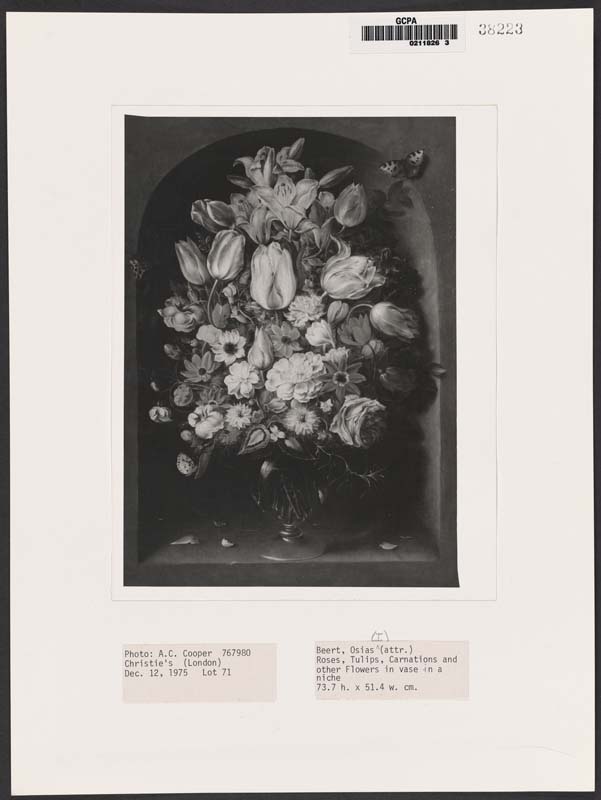 GCPA
0211826 3
38223
(I)
Photo: A.C. Cooper 767980
Christie's (London)
Dec. 12, 1975 Lot 71
Beert, Osias (attr.)
Roses, Tulips, Carnations and
other Flowers in vase in a
niche
73.7 h. x 51.4 w. cm.